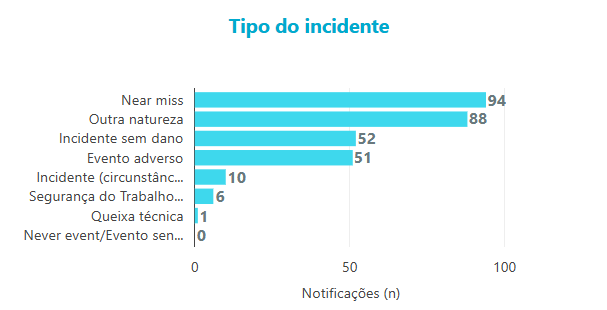 Tipo do incidente
Near miss 94
Outra natureza 88
Incidente sem dano 52
Evento adverso 51
Incidente (circunstânc... 10
Segurança do Trabalho... 6
Queixa técnica 1
Never event/Evento sen... 0
0 50 100
Notificações (n)